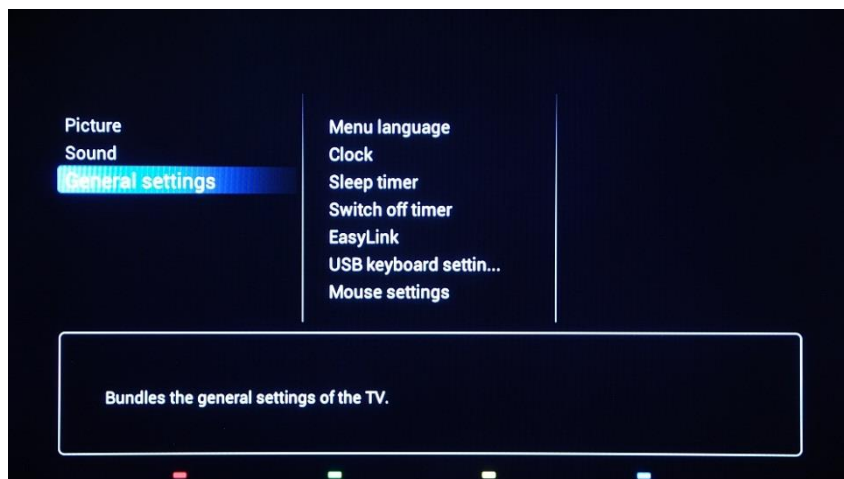 Picture
Sound
General settings
Menu language
Clock
Sleep timer
Switch off timer
EasyLink
USB keyboard settin...
Mouse settings
Bundles the general settings of the TV.